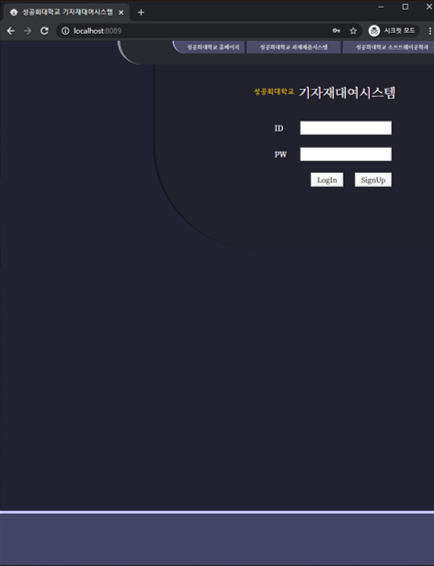 성공회대학교 기자재대여시스템
localhost:8089
시크릿 모드
성공회대학교 홈페이지 성공회대학교 과제제출시스템 성공회대학교 소프트웨어공학과
성공회대학교 기자재대여시스템
ID
PW
LogIn SignUp